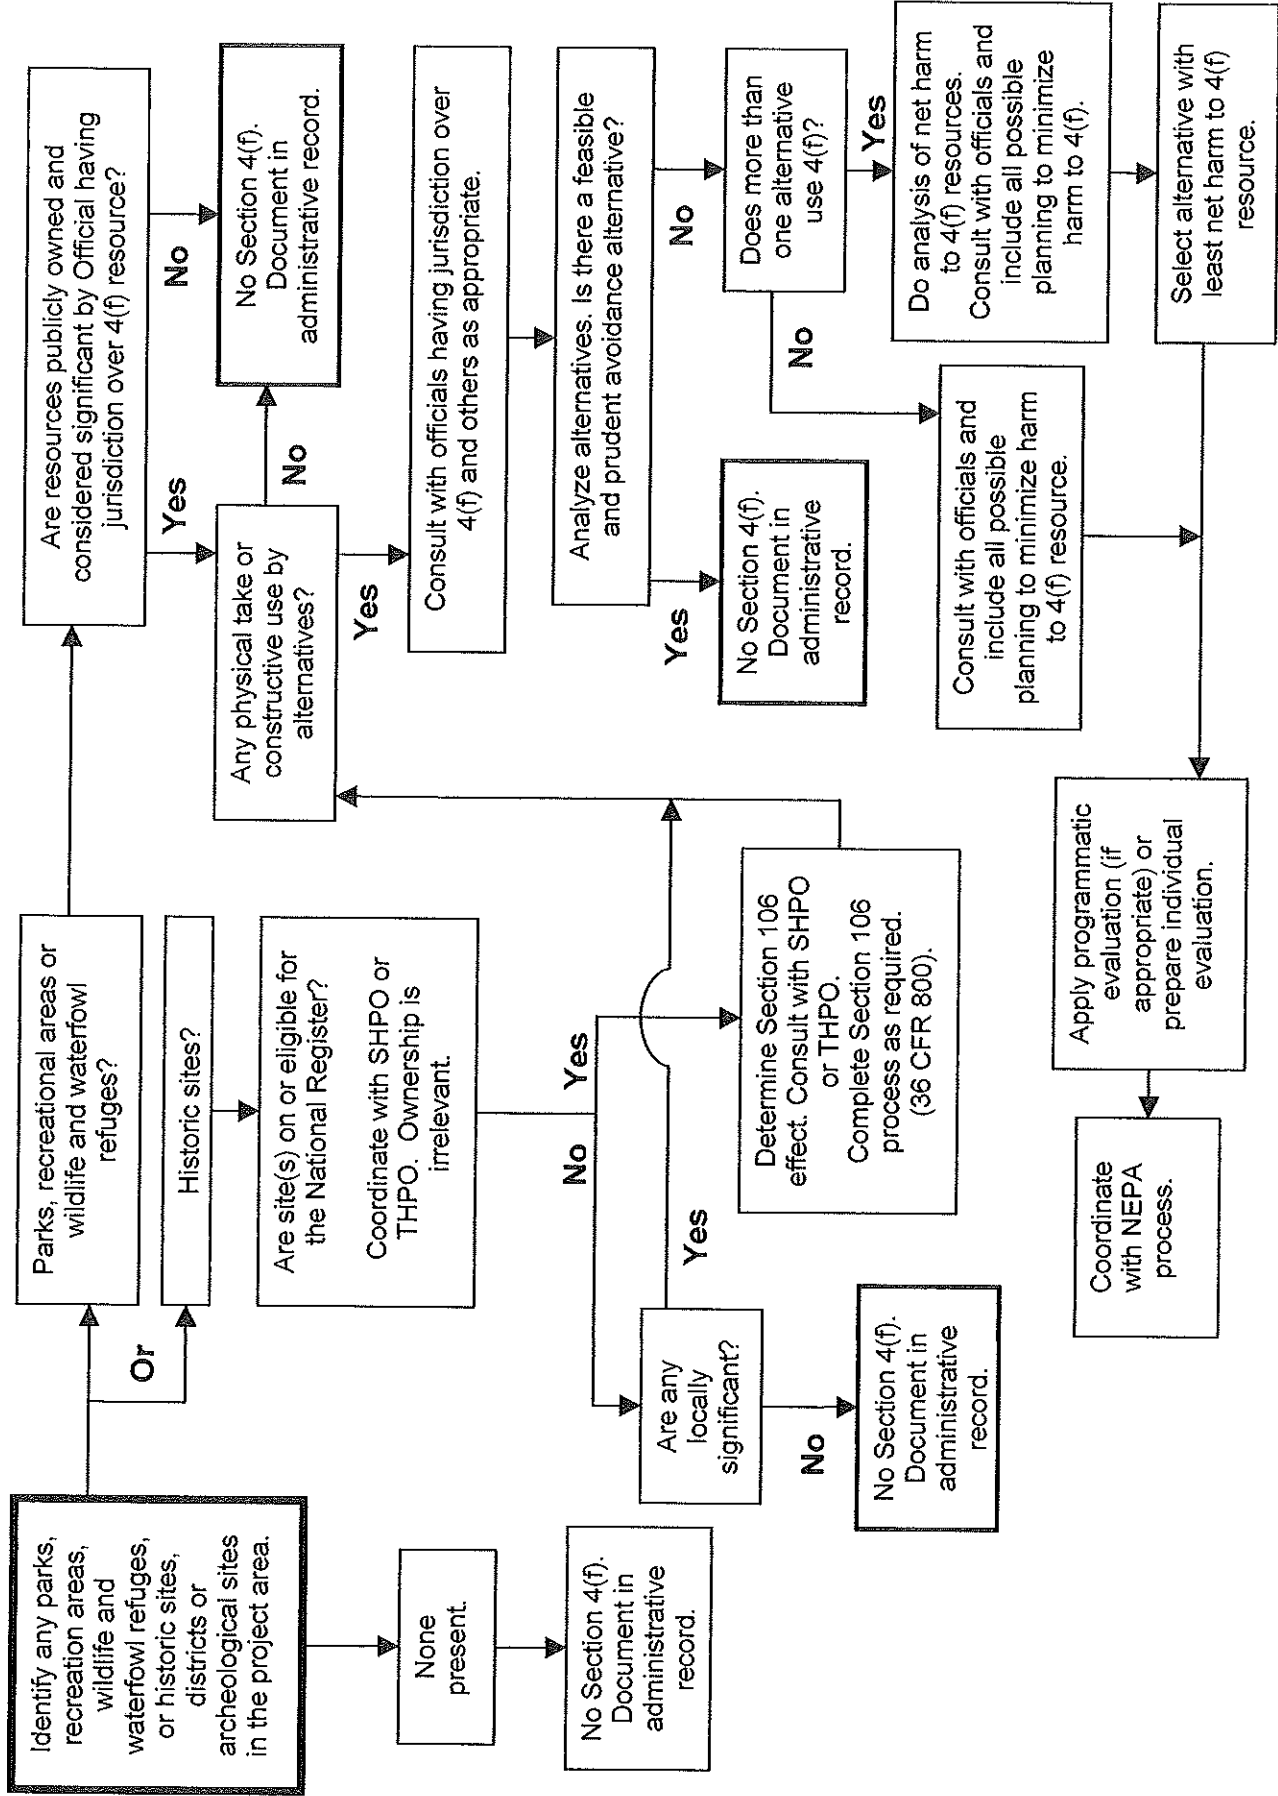 Identify any parks,
recreation areas,
wildlife and
waterfowl refuges,
or historic sites,
districts or
archeological sites
in the project area.
None
present.
No Section 4(f).
Document in
administrative
record.
Or
Parks, recreational areas or
wildlife and waterfowl
refuges?
Historic sites?
Are site(s) on or eligible for
the National Register?
Coordinate with SHPO or
THPO. Ownership is
irrelevant.
No
Yes
Are any
locally
significant?
Yes
No
No Section 4(f).
Document in
administrative
record.
Determine Section 106
effect. Consult with SHPO
or THPO.
Complete Section 106
process as required.
(36 CFR 800).
Are resources publicly owned and
considered significant by Official having
jurisdiction over 4(f) resource?
Yes
No
Any physical take or
constructive use by
alternatives?
No
No Section 4(f).
Document in
administrative record.
Yes
Consult with officials having jurisdiction over
4(f) and others as appropriate.
Analyze alternatives. Is there a feasible
and prudent avoidance alternative?
Yes
No
No Section 4(f).
Document in
administrative
record.
Does more than
one alternative
use 4(f)?
No
Yes
Consult with officials and
include all possible
planning to minimize harm
to 4(f) resource.
Do analysis of net harm
to 4(f) resources.
Consult with officials and
include all possible
planning to minimize
harm to 4(f).
Select alternative with
least net harm to 4(f)
resource.
Apply programmatic
evaluation (if
appropriate) or
prepare individual
evaluation.
Coordinate
with NEPA
process.